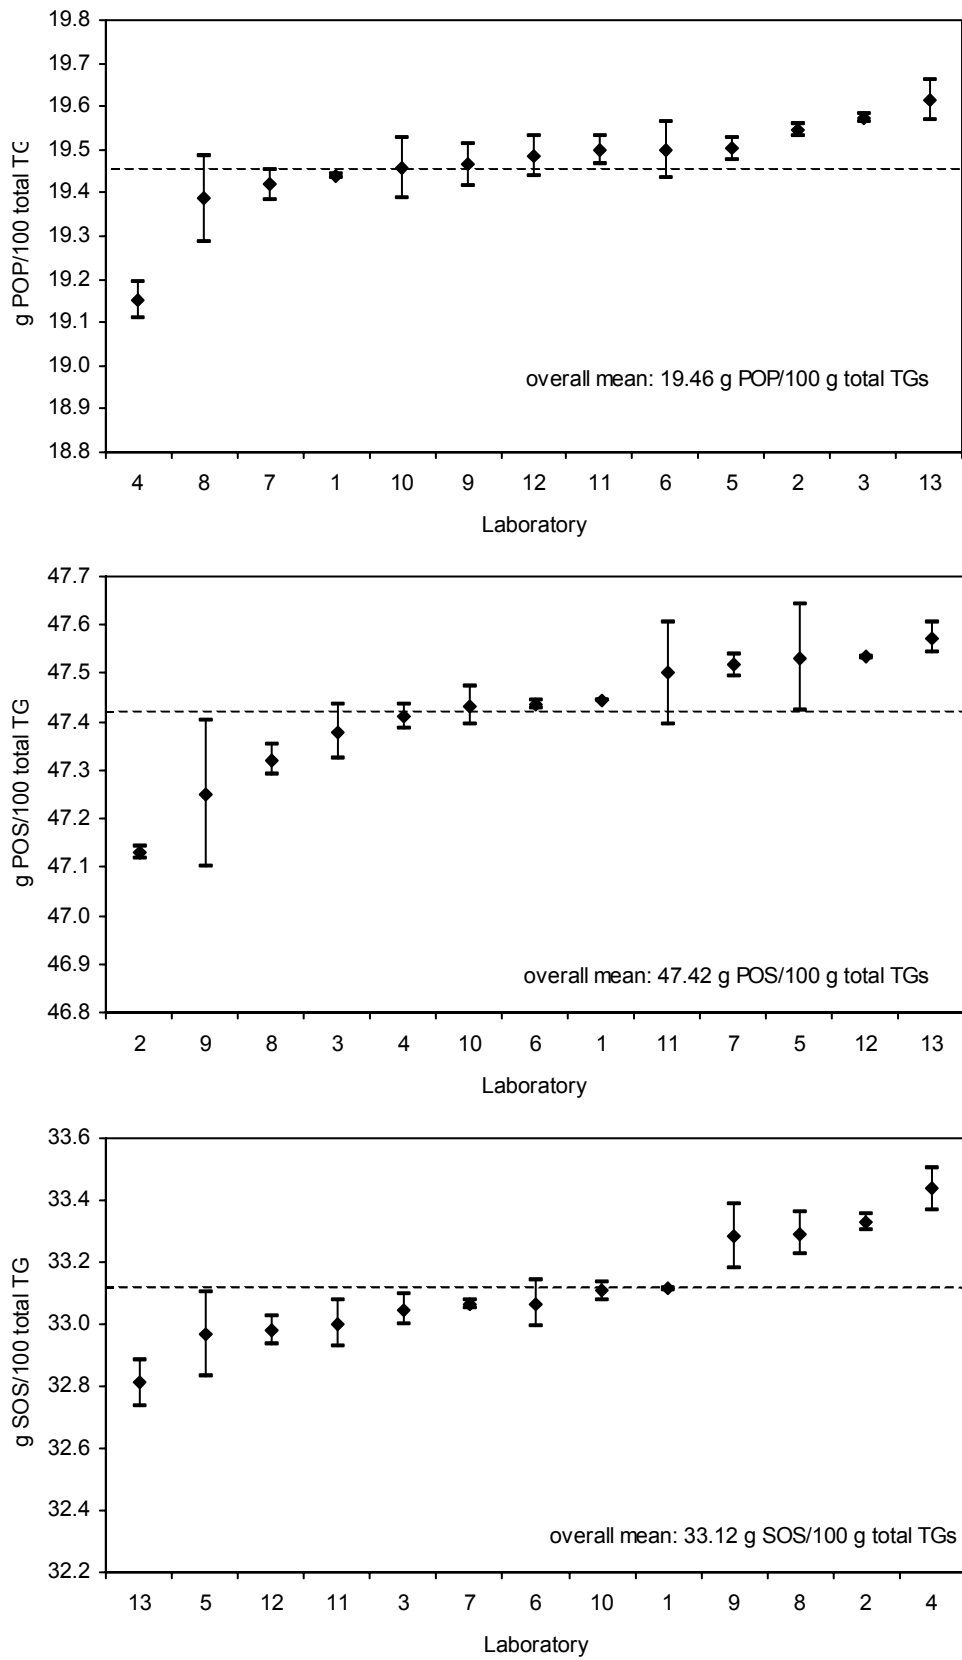 19.8
19.7
19.6
19.5
19.4
19.3
19.2
19.1
19.0
18.9
18.8
g POP/100 total TG
overall mean: 19.46 g POP/100 g total TGs
4 8 7 1 10 9 12 11 6 5 2 3 13
Laboratory
47.7
47.6
47.5
47.4
47.3
47.2
47.1
47.0
46.9
46.8
g POS/100 total TG
overall mean: 47.42 g POS/100 g total TGs
2 9 8 3 4 10 6 1 11 7 5 12 13
Laboratory
33.6
33.4
33.2
33.0
32.8
32.6
32.4
32.2
g SOS/100 total TG
overall mean: 33.12 g SOS/100 g total TGs
13 5 12 11 3 7 6 10 1 9 8 2 4
Laboratory